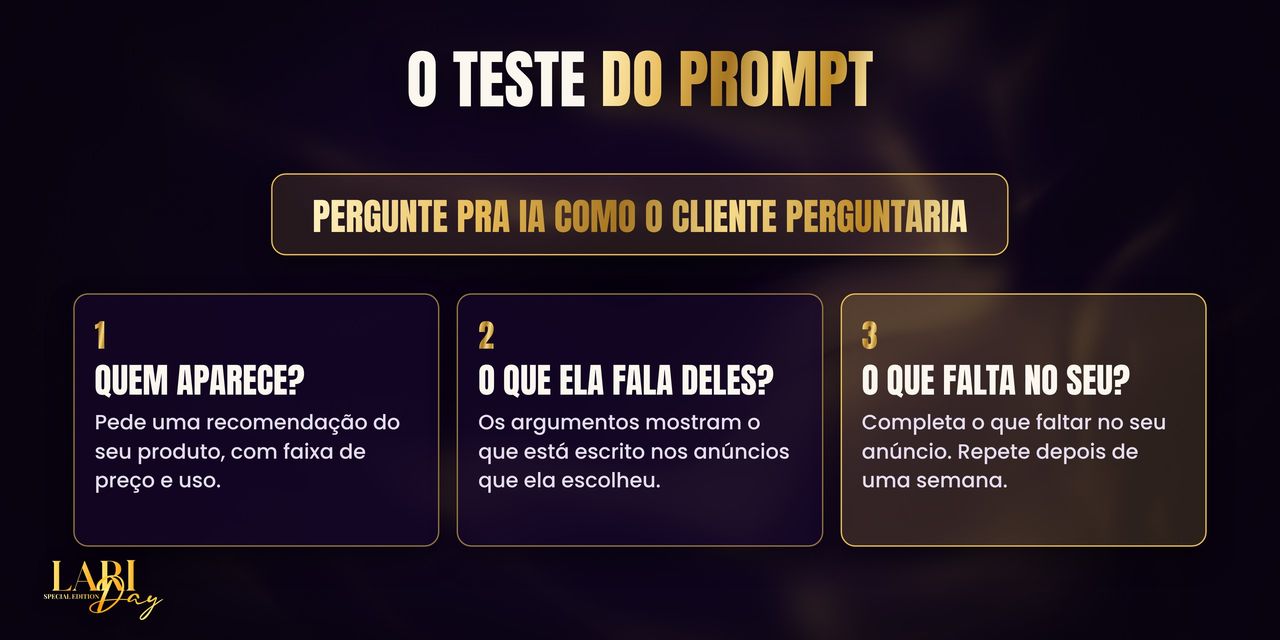 O TESTE DO PROMPT
PERGUNTE PRA IA COMO O CLIENTE PERGUNTARIA
1
QUEM APARECE?
Pede uma recomendação do
seu produto, com faixa de
preço e uso.
2
O QUE ELA FALA DELES?
Os argumentos mostram o
que está escrito nos anúncios
que ela escolheu.
3
O QUE FALTA NO SEU?
Completa o que faltar no seu
anúncio. Repete depois de
uma semana.
LABI
SPECIAL EDITION Day